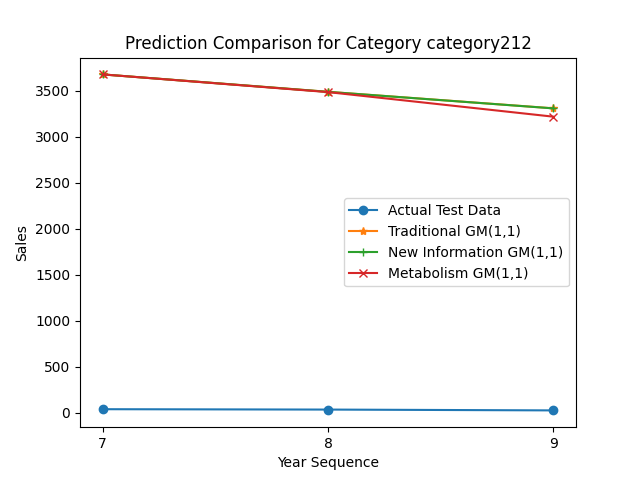 Prediction Comparison for Category category212
Sales
3500
3000
2500
2000
1500
1000
500
0
Actual Test Data
Traditional GM(1,1)
New Information GM(1,1)
Metabolism GM(1,1)
7
8
9
Year Sequence